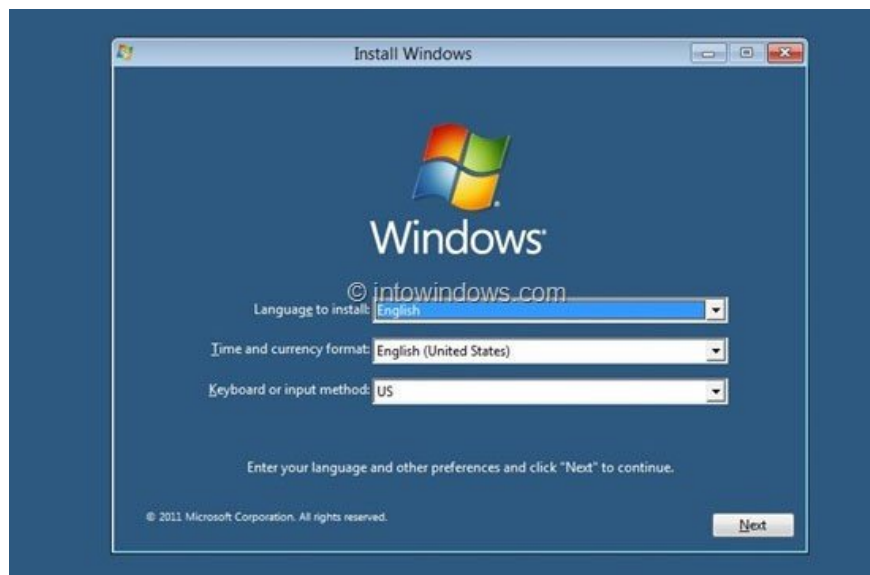 Install Windows
Windows®
© intowindows.com
Language to install: English
Time and currency format: English (United States)
Keyboard or input method: US
Enter your language and other preferences and click "Next" to continue.
© 2011 Microsoft Corporation. All rights reserved.
Next